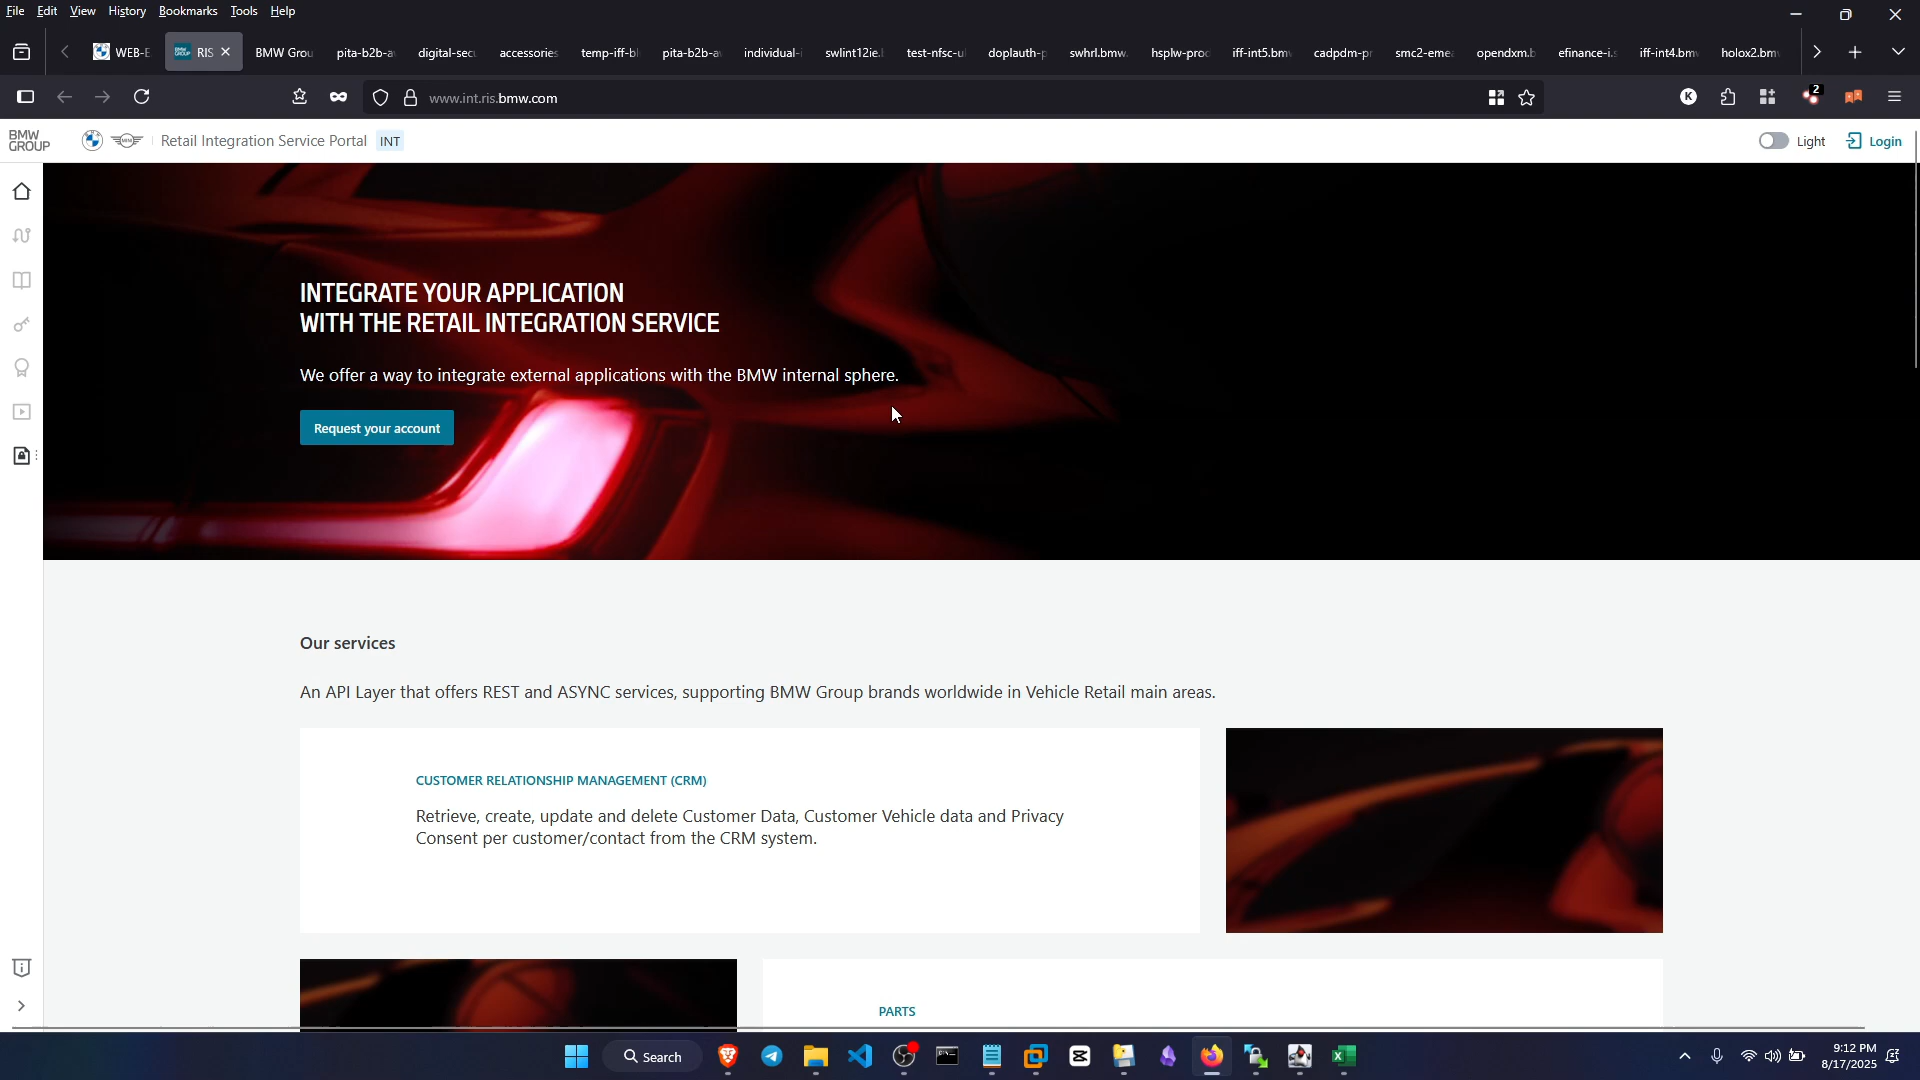 File Edit View History Bookmarks Tools Help
WEB-E
RIS
BMW Grou
pita-b2b-a
digital-sec
accessories
temp-iff-b
pita-b2b-a
individual-
swlint12ie.
test-nfsc-u
doplauth-p
swhrl.bmw.
hsplw-prod
iff-int5.bm
cadpdm-pr
smc2-eme
opendxm.b
efinance-i.s
iff-int4.bm
holox2.bm
www.int.ris.bmw.com
K
2
BMW
GROUP
MINI
Retail Integration Service Portal INT
Light
Login
INTEGRATE YOUR APPLICATION
WITH THE RETAIL INTEGRATION SERVICE
We offer a way to integrate external applications with the BMW internal sphere.
Request your account
Our services
An API Layer that offers REST and ASYNC services, supporting BMW Group brands worldwide in Vehicle Retail main areas.
CUSTOMER RELATIONSHIP MANAGEMENT (CRM)
Retrieve, create, update and delete Customer Data, Customer Vehicle data and Privacy
Consent per customer/contact from the CRM system.
PARTS
Search
9:12 PM
8/17/2025